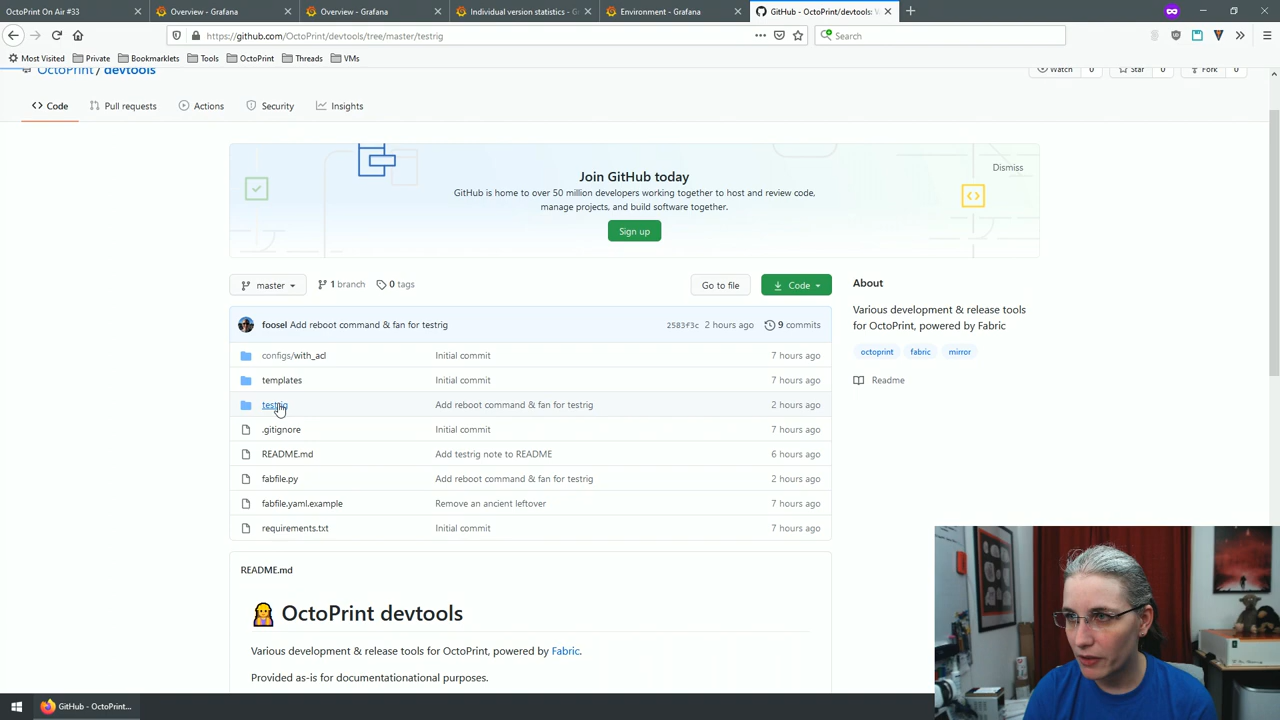 OctoPrint On Air #33
Overview - Grafana
Overview - Grafana
Individual version statistics - G
Environment - Grafana
GitHub - OctoPrint/devtools: V
https://github.com/OctoPrint/devtools/tree/master/testrig
Search
Most Visited
Private
Bookmarklets
Tools
OctoPrint
Threads
VMs
OctoPrint / devtools
Watch 0
Star 0
Fork 0
Code
Pull requests
Actions
Security
Insights
Join GitHub today
Dismiss
GitHub is home to over 50 million developers working together to host and review code,
manage projects, and build software together.
Sign up
master
1 branch
0 tags
Go to file
Code
About
Various development & release tools
for OctoPrint, powered by Fabric
octoprint fabric mirror
Readme
foosel Add reboot command & fan for testrig 2583f3c 2 hours ago 9 commits
configs/with_acl Initial commit 7 hours ago
templates Initial commit 7 hours ago
testrig Add reboot command & fan for testrig 2 hours ago
.gitignore Initial commit 7 hours ago
README.md Add testrig note to README 6 hours ago
fabfile.py Add reboot command & fan for testrig 2 hours ago
fabfile.yaml.example Remove an ancient leftover 7 hours ago
requirements.txt Initial commit 7 hours ago
README.md
OctoPrint devtools
Various development & release tools for OctoPrint, powered by Fabric.
Provided as-is for documentationational purposes.
GitHub - OctoPrint...